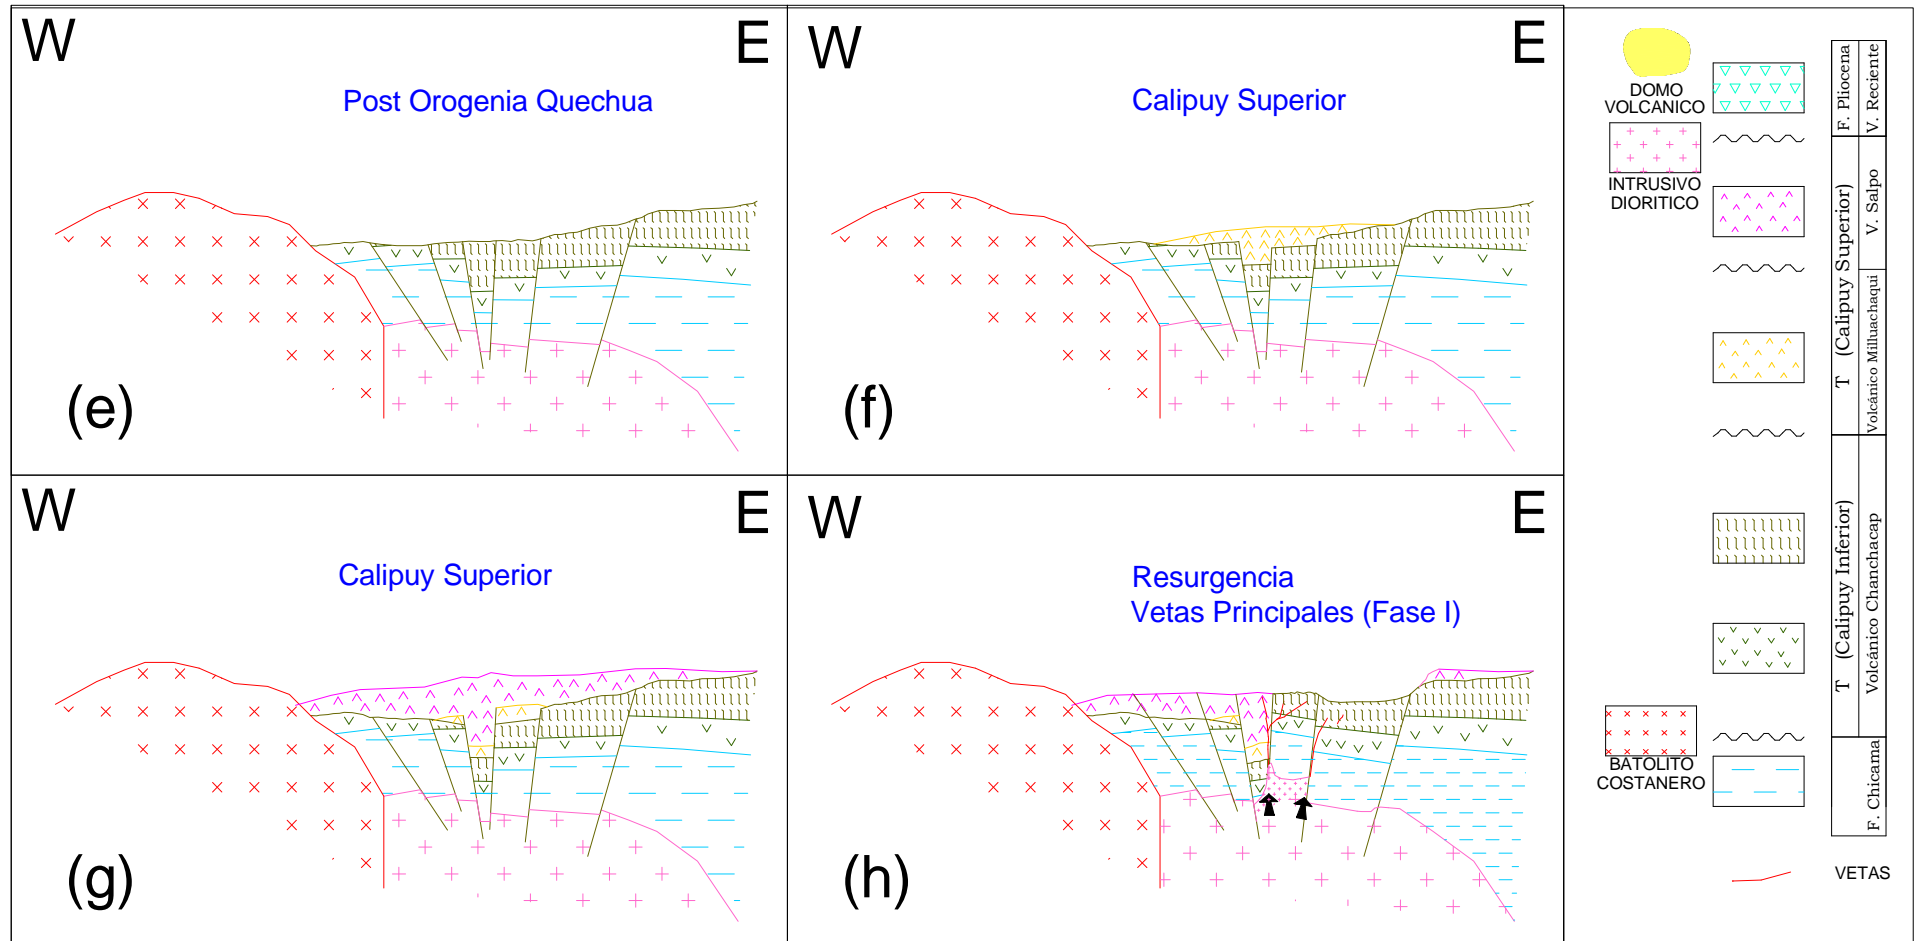 W
E
Post Orogenia Quechua
(e)
W
E
Calipuy Superior
(f)
W
E
Calipuy Superior
(g)
W
E
Resurgencia
Vetas Principales (Fase I)
(h)
DOMO
VOLCANICO
INTRUSIVO
DIORITICO
BATOLITO
COSTANERO
F. Pliocena
V. Reciente
T (Calipuy Superior)
V. Salpo
Volcánico Milluachaqui
T (Calipuy Inferior)
Volcánico Chanchacap
F. Chicama
VETAS